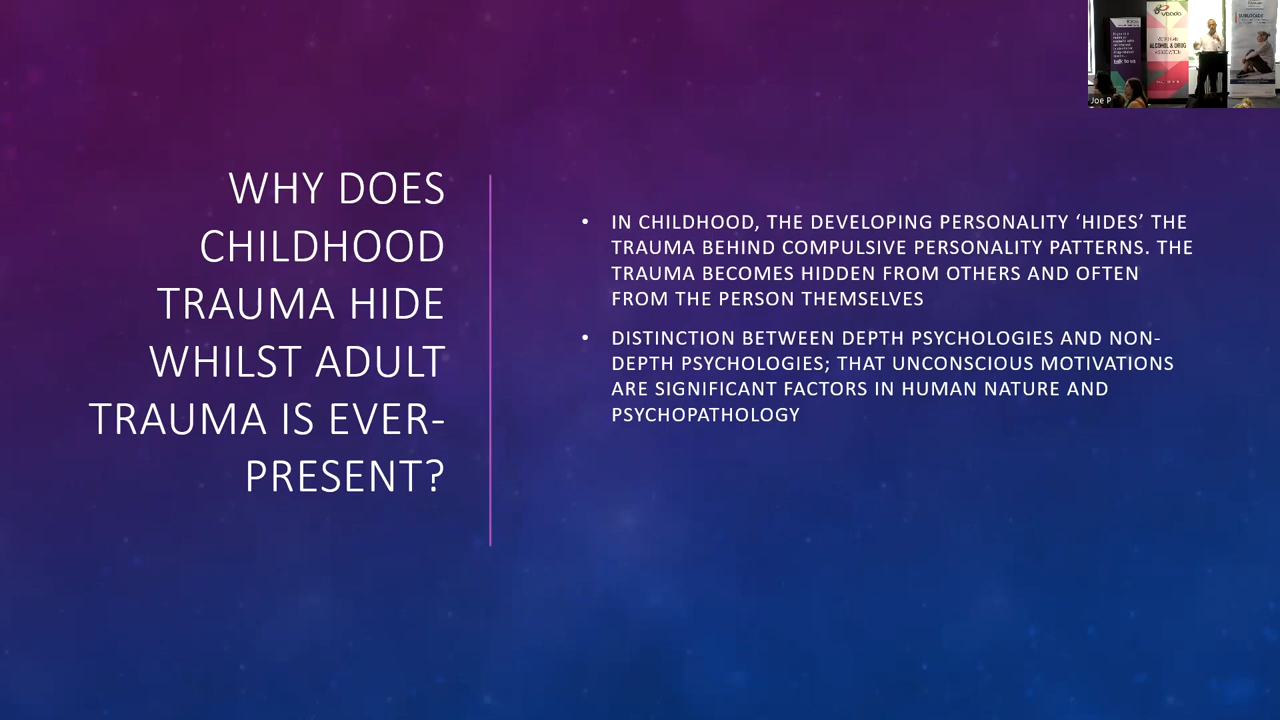 WHY DOES
CHILDHOOD
TRAUMA HIDE
WHILST ADULT
TRAUMA IS EVER-
PRESENT?
• IN CHILDHOOD, THE DEVELOPING PERSONALITY ‘HIDES’ THE
TRAUMA BEHIND COMPULSIVE PERSONALITY PATTERNS. THE
TRAUMA BECOMES HIDDEN FROM OTHERS AND OFTEN
FROM THE PERSON THEMSELVES
• DISTINCTION BETWEEN DEPTH PSYCHOLOGIES AND NON-
DEPTH PSYCHOLOGIES; THAT UNCONSCIOUS MOTIVATIONS
ARE SIGNIFICANT FACTORS IN HUMAN NATURE AND
PSYCHOPATHOLOGY
ALCOHOL & DRUG
talk to us
Joe P